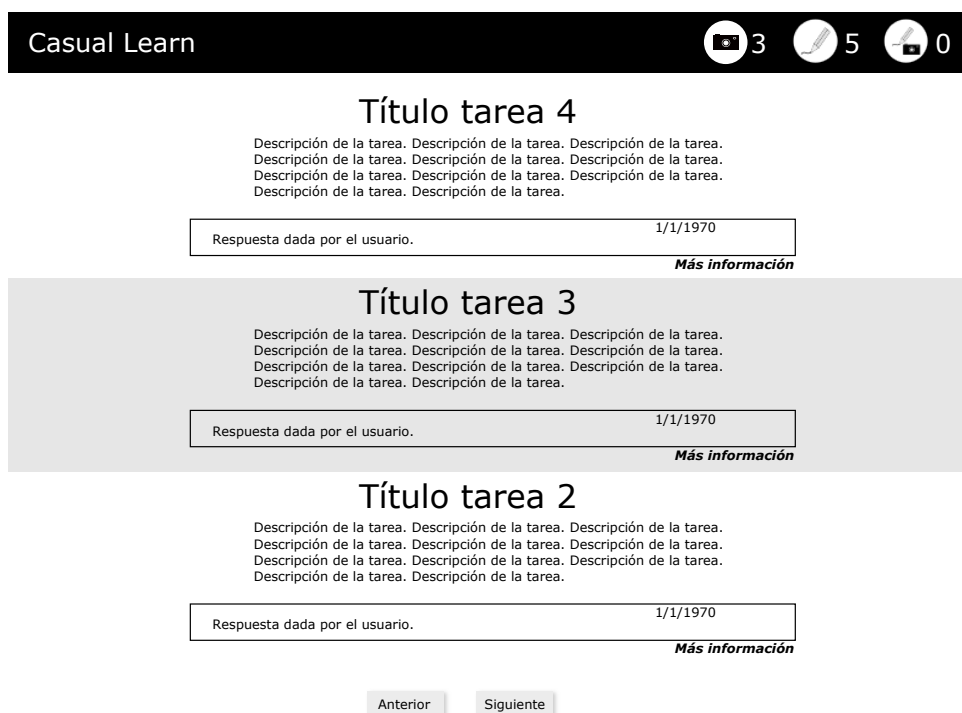 Casual Learn 3 5 0
Título tarea 4
Descripción de la tarea. Descripción de la tarea. Descripción de la tarea.
Descripción de la tarea. Descripción de la tarea. Descripción de la tarea.
Descripción de la tarea. Descripción de la tarea. Descripción de la tarea.
Descripción de la tarea. Descripción de la tarea.
1/1/1970
Respuesta dada por el usuario.
Más información
Título tarea 3
Descripción de la tarea. Descripción de la tarea. Descripción de la tarea.
Descripción de la tarea. Descripción de la tarea. Descripción de la tarea.
Descripción de la tarea. Descripción de la tarea. Descripción de la tarea.
Descripción de la tarea. Descripción de la tarea.
1/1/1970
Respuesta dada por el usuario.
Más información
Título tarea 2
Descripción de la tarea. Descripción de la tarea. Descripción de la tarea.
Descripción de la tarea. Descripción de la tarea. Descripción de la tarea.
Descripción de la tarea. Descripción de la tarea. Descripción de la tarea.
Descripción de la tarea. Descripción de la tarea.
1/1/1970
Respuesta dada por el usuario.
Más información
Anterior Siguiente